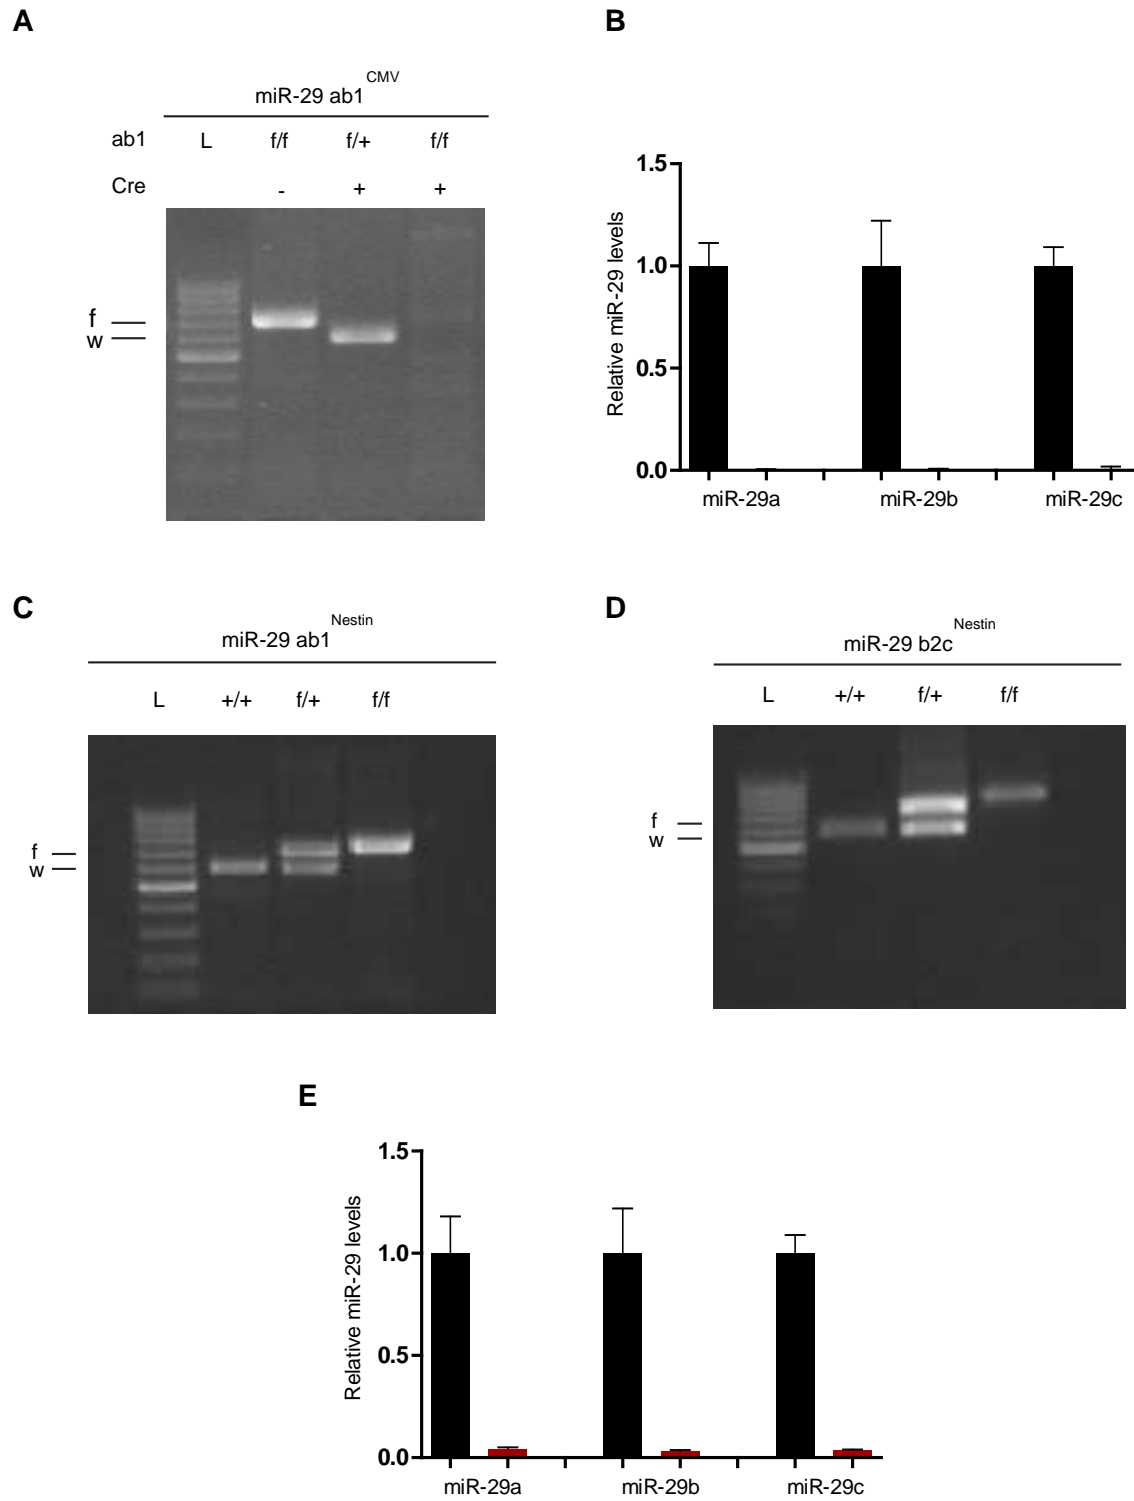 A
miR-29 ab1 CMV
ab1 L f/f f/+ f/f
Cre - + +
f
w
B
Relative miR-29 levels
1.5
1.0
0.5
0.0
miR-29a miR-29b miR-29c
C
miR-29 ab1 Nestin
L +/+ f/+ f/f
f
w
D
miR-29 b2c Nestin
L +/+ f/+ f/f
f
w
E
Relative miR-29 levels
1.5
1.0
0.5
0.0
miR-29a miR-29b miR-29c